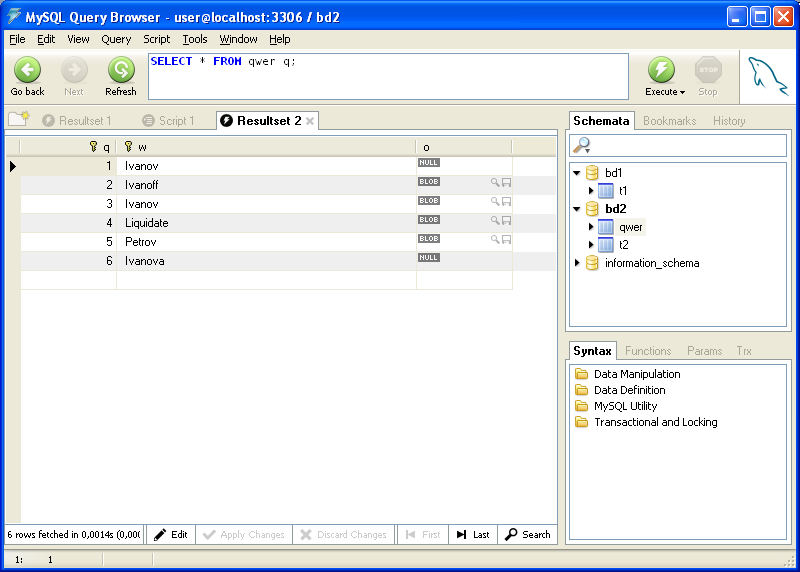 MySQL Query Browser - user@localhost:3306 / bd2
File Edit View Query Script Tools Window Help
Go back Next Refresh SELECT * FROM qwer q; Execute STOP Stop
Resultset 1 Script 1 Resultset 2
q w o
1 Ivanov NULL
2 Ivanoff BLOB
3 Ivanov BLOB
4 Liquidate BLOB
5 Petrov BLOB
6 Ivanova NULL
6 rows fetched in 0,0014s (0,000 Edit Apply Changes Discard Changes First Last Search
1: 1
Schemata Bookmarks History
bd1
t1
bd2
qwer
t2
information_schema
Syntax Functions Params Trx
Data Manipulation
Data Definition
MySQL Utility
Transactional and Locking